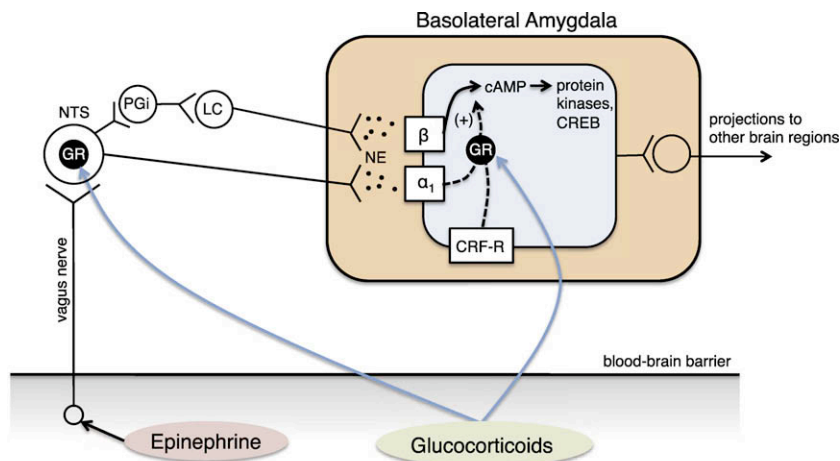 Basolateral Amygdala
NTS
PGi
LC
GR
NE
β
α₁
(+)
cAMP
protein
kinases,
CREB
GR
CRF-R
projections to
other brain regions
vagus nerve
blood-brain barrier
Epinephrine
Glucocorticoids